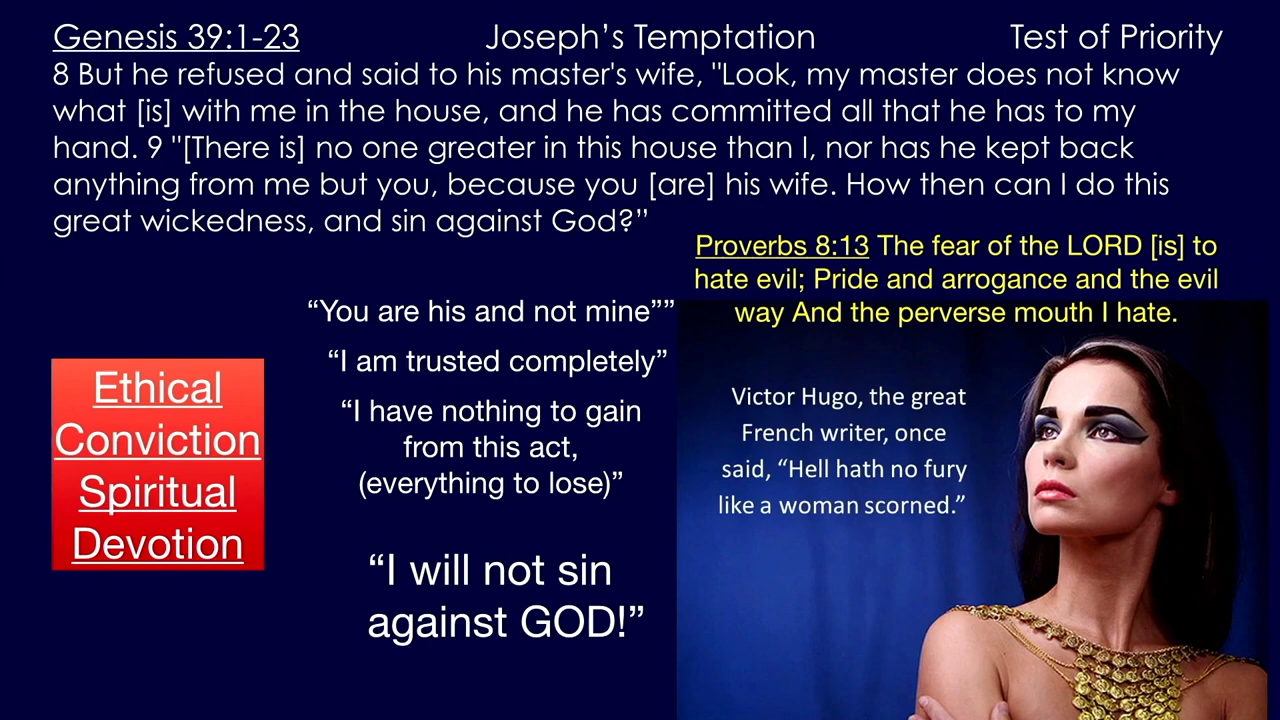 Genesis 39:1-23 Joseph’s Temptation Test of Priority
8 But he refused and said to his master's wife, "Look, my master does not know
what [is] with me in the house, and he has committed all that he has to my
hand. 9 "[There is] no one greater in this house than I, nor has he kept back
anything from me but you, because you [are] his wife. How then can I do this
great wickedness, and sin against God?”
Proverbs 8:13 The fear of the LORD [is] to
hate evil; Pride and arrogance and the evil
way And the perverse mouth I hate.
“You are his and not mine””
“I am trusted completely”
“I have nothing to gain
from this act,
(everything to lose)”
“I will not sin
against GOD!”
Ethical
Conviction
Spiritual
Devotion
Victor Hugo, the great
French writer, once
said, “Hell hath no fury
like a woman scorned.”